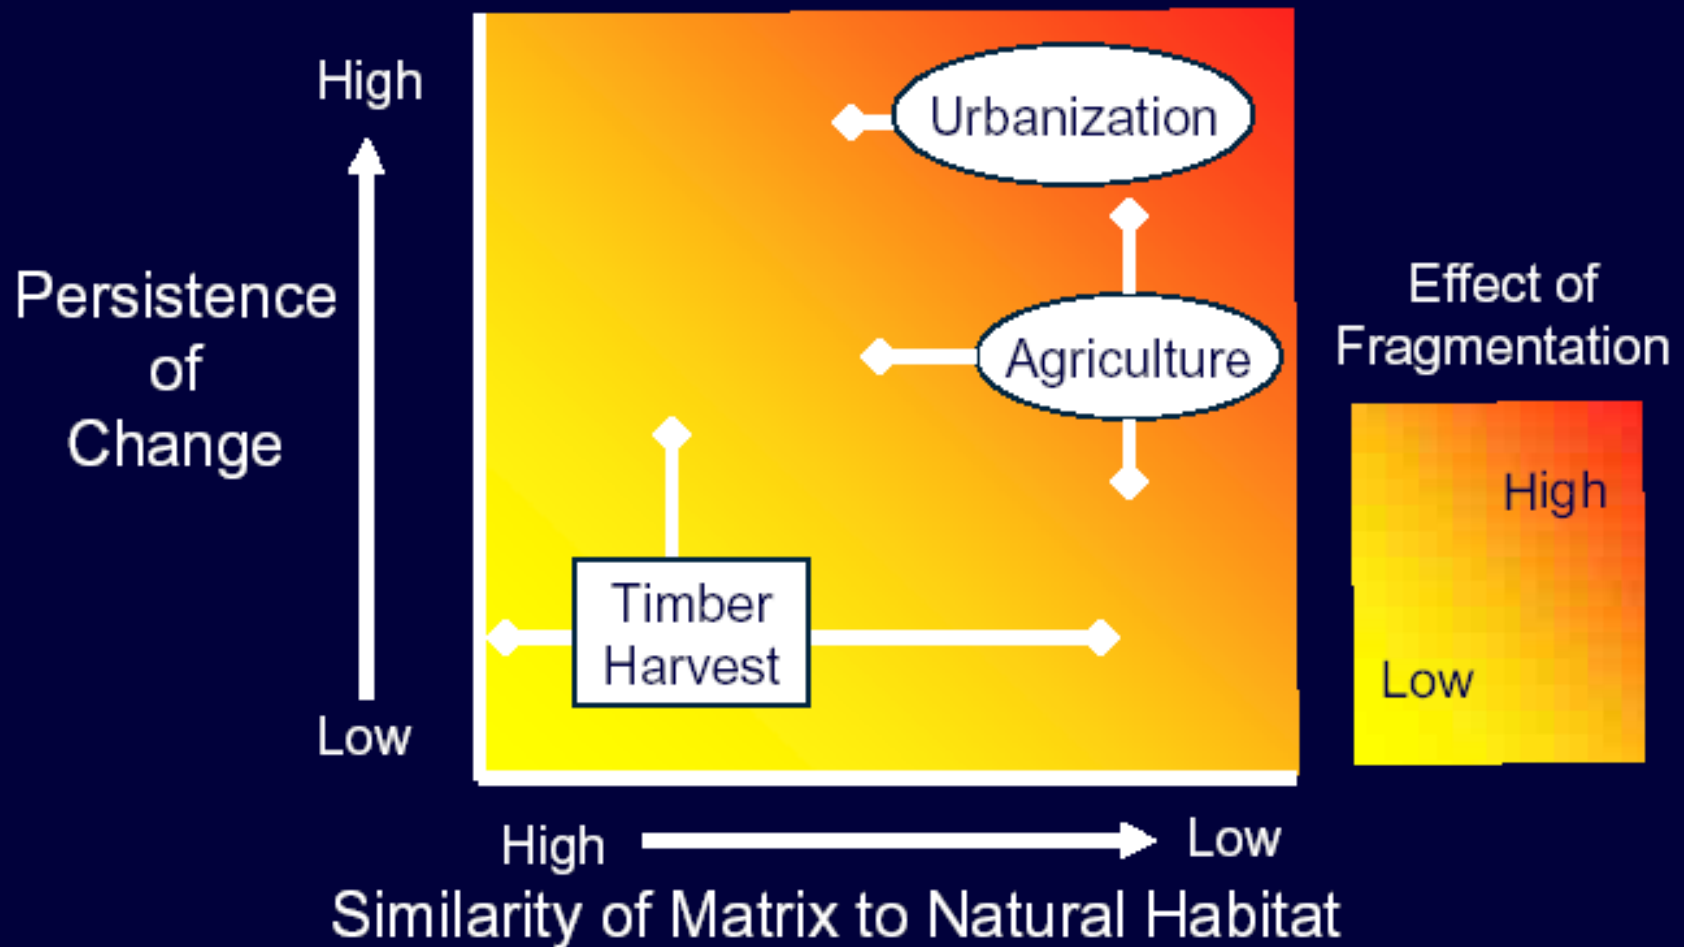 High
Persistence
of
Change
Low
Urbanization
Agriculture
Timber
Harvest
Effect of
Fragmentation
High
Low
High
Low
Similarity of Matrix to Natural Habitat